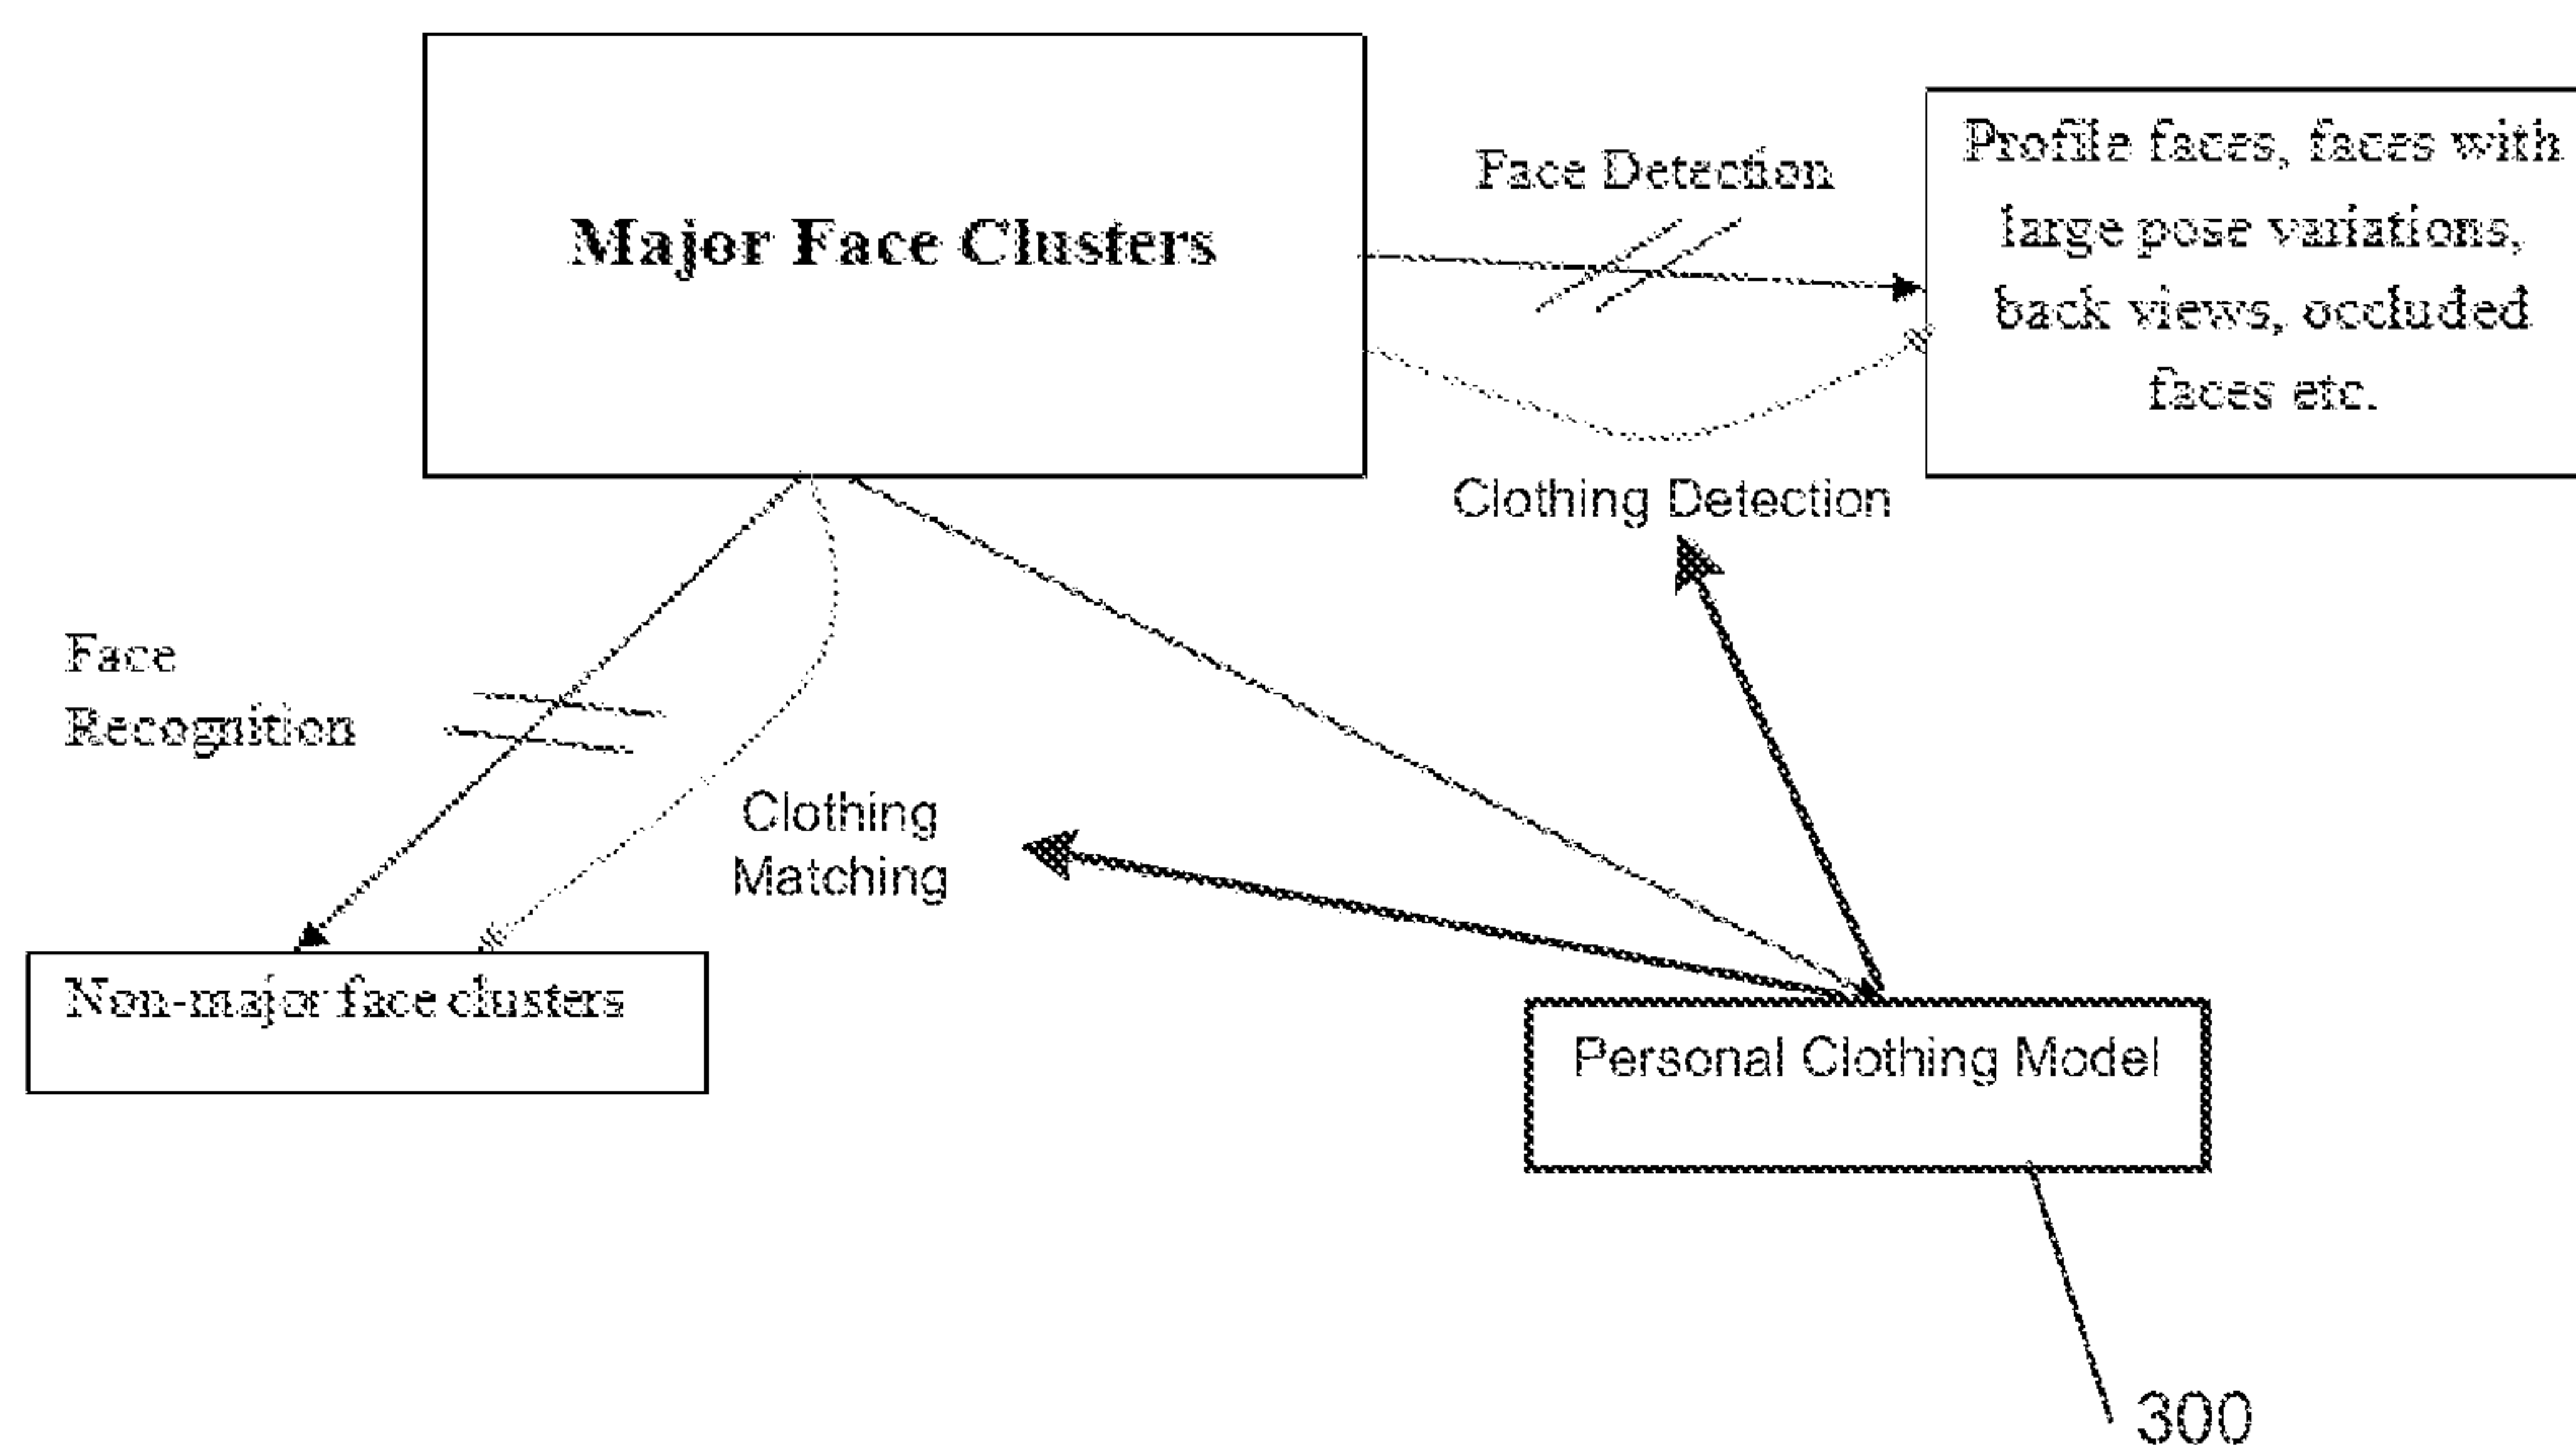 Major Face Clusters
Face Detection
Profile faces, faces with
large pose variations,
back views, occluded
faces etc.
Clothing Detection
Face
Recognition
Clothing
Matching
Non-major face clusters
Personal Clothing Model
300